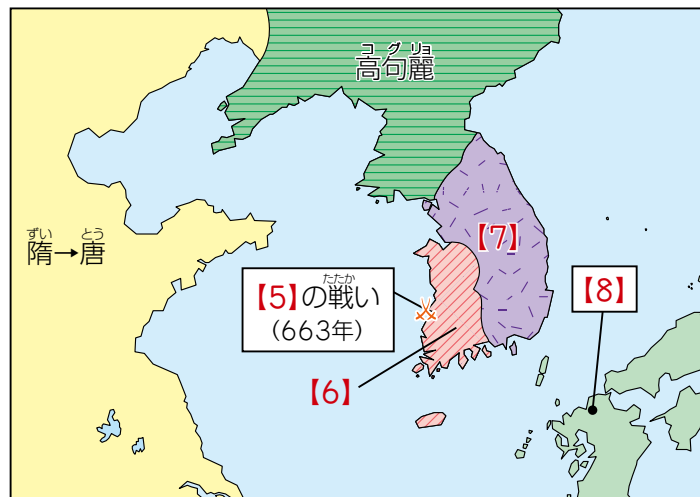 コグリョ
高句麗
【7】
ずい とう
隋→唐
たたか
【5】の戦い
(663年)
【8】
【6】